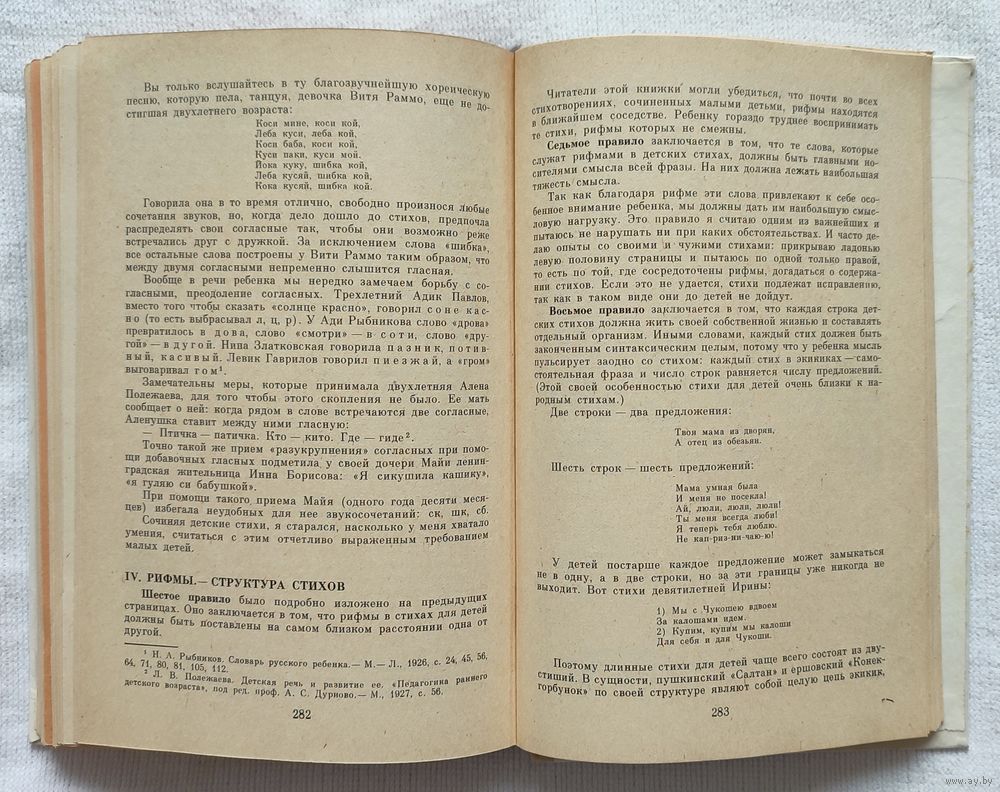 Вы только вслушайтесь в ту благозвучнейшую хореическую
песню, которую пела, танцуя, девочка Витя Раммо, еще не до-
стигшая двухлетнего возраста:
Коси мине, коси кой,
Леба куси, леба кой,
Коси баба, коси кой,
Куси паки, куси мой.
Йока куку, шибка кой,
Леба кусяй, шибка кой,
Кока кусяй, шибка кой.
Говорила она в то время отлично, свободно произнося любые
сочетания звуков, но, когда дело дошло до стихов, предпочла
распределять свои согласные так, чтобы они возможно реже
встречались друг с дружкой. За исключением слова «шибка»,
все остальные слова построены у Вити Раммо таким образом, что
между двумя согласными непременно слышится гласная.
Вообще в речи ребенка мы нередко замечаем борьбу с со-
гласными, преодоление согласных. Трехлетний Адик Павлов,
вместо того чтобы сказать «солнце красно», говорил соне кас-
но (то есть выбрасывал л, ц, р). У Ади Рыбникова слово «дрова»
превратилось в дова, слово «смотри» — в соти, слово «дру-
гой» — в дугой. Нина Златковская говорила пазник, потив-
ный, касивый. Левик Гаврилов говорил пиезжай, а «гром»
выговаривал гом¹.
Замечательны меры, которые принимала двухлетняя Алена
Полежаева, для того чтобы этого скопления не было. Ее мать
сообщает о ней: когда рядом в слове встречаются две согласные,
Аленушка ставит между ними гласную:
— Птичка — патичка. Кто — кито. Где — гиде².
Точно такой же прием «разукрупнения» согласных при помо-
щи добавочных гласных подметила у своей дочери Майи ленин-
градская жительница Инна Борисова: «Я сикушила кашику»,
«я гуляю си бабушкой».
При помощи такого приема Майя (одного года десяти меся-
цев) избегала неудобных для нее звукосочетаний: ск, шк, сб.
Сочиняя детские стихи, я старался, насколько у меня хватало
умения, считаться с этим отчетливо выраженным требованием
малых детей.
IV. РИФМЫ.— СТРУКТУРА СТИХОВ
Шестое правило было подробно изложено на предыдущих
страницах. Оно заключается в том, что рифмы в стихах для детей
должны быть поставлены на самом близком расстоянии одна от
другой.
¹ Н. А. Рыбников. Словарь русского ребенка.— М.— Л., 1926, с. 24, 45, 56,
64, 71, 80, 81, 105, 112.
² Л. В. Полежаева. Детская речь и развитие ее. «Педагогика раннего
детского возраста», под ред. проф. А. С. Дурново.— М., 1927, с. 56.
282
Читатели этой книжки могли убедиться, что почти во всех
стихотворениях, сочиненных малыми детьми, рифмы находятся
в ближайшем соседстве. Ребенку гораздо труднее воспринимать
те стихи, рифмы которых не смежны.
Седьмое правило заключается в том, что те слова, которые
служат рифмами в детских стихах, должны быть главными но-
сителями смысла всей фразы. На них должна лежать наибольшая
тяжесть смысла.
Так как благодаря рифме эти слова привлекают к себе осо-
бенное внимание ребенка, мы должны дать им наибольшую смыс-
ловую нагрузку. Это правило я считаю одним из важнейших и
пытаюсь не нарушать ни при каких обстоятельствах. И часто де-
лаю опыты со своими и чужими стихами: прикрываю ладонью
левую половину страницы и пытаюсь по одной только правой,
то есть по той, где сосредоточены рифмы, догадаться о содержа-
нии стихов. Если это не удается, стихи подлежат исправлению,
так как в таком виде они до детей не дойдут.
Восьмое правило заключается в том, что каждая строка дет-
ских стихов должна жить своей собственной жизнью и составлять
отдельный организм. Иными словами, каждый стих должен быть
законченным синтаксическим целым, потому что у ребенка мысль
пульсирует заодно со стихом: каждый стих в экикиках — само-
стоятельная фраза и число строк равняется числу предложений.
(Этой своей особенностью стихи для детей очень близки к на-
родным стихам.)
Две строки — два предложения:
Твоя мама из дворян,
А отец из обезьян.
Шесть строк — шесть предложений:
Мама умная была
И меня не посекла!
Ай, люли, люли, люли!
Ты меня всегда люби!
Я теперь тебя люблю.
Не кап-риз-ни-чаю-ю!
У детей постарше каждое предложение может замыкаться
не в одну, а в две строки, но за эти границы уже никогда не
выходит. Вот стихи девятилетней Ирины:
1) Мы с Чукошею вдвоем
За калошами идем.
2) Купим, купим мы калоши
Для себя и для Чукоши.
Поэтому длинные стихи для детей чаще всего состоят из дву-
стиший. В сущности, пушкинский «Салтан» и ершовский «Конек-
горбунок» по своей структуре являют собой целую цепь экикик,
283
www.ay.by